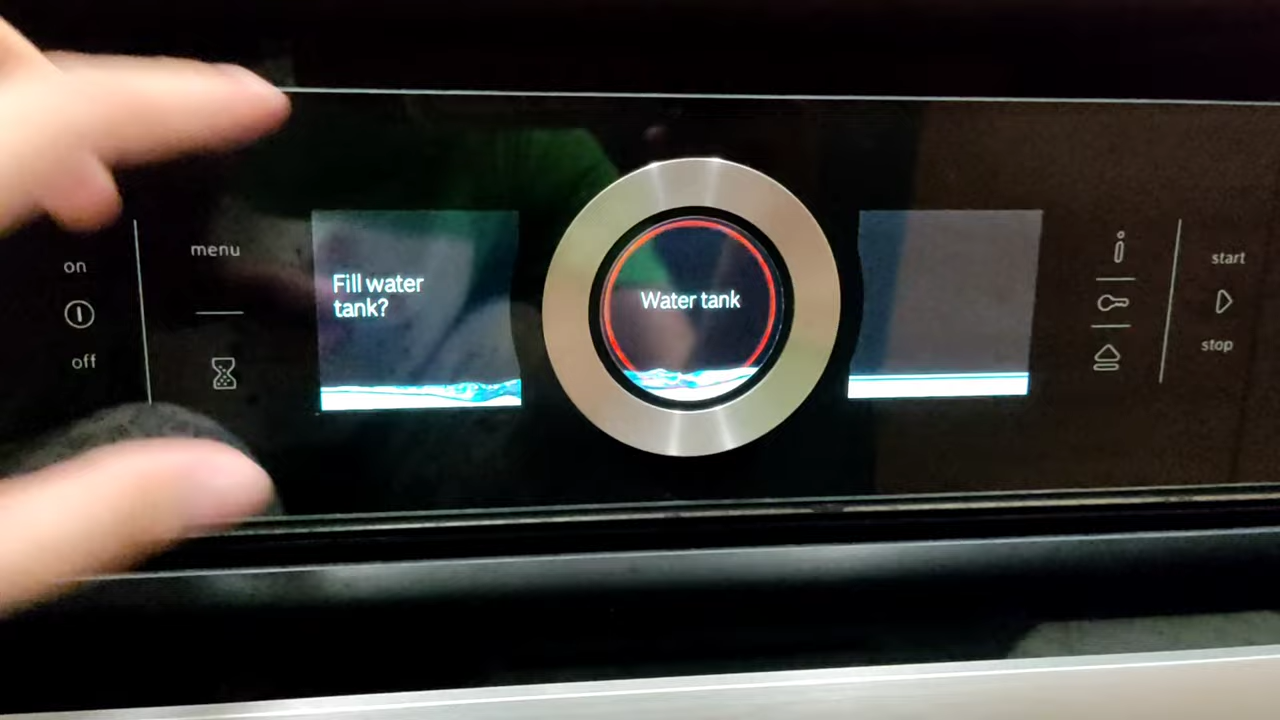 on
off
menu
Fill water
tank?
Water tank
start
stop